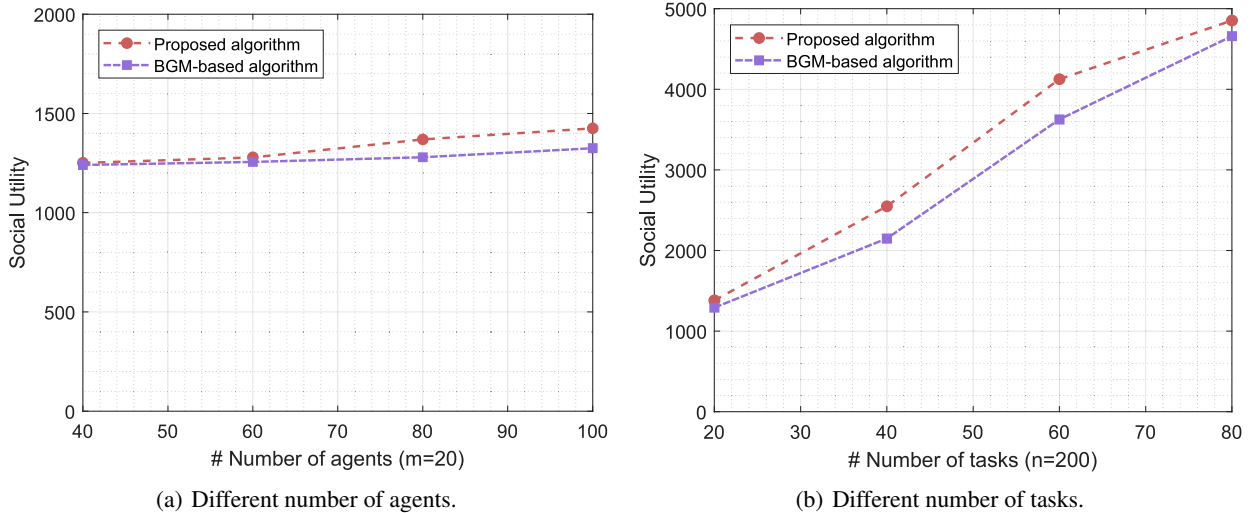 2000
1500
1000
500
0
Social Utility
Proposed algorithm
BGM-based algorithm
40 50 60 70 80 90 100
# Number of agents (m=20)
(a) Different number of agents.
5000
4000
3000
2000
1000
0
Social Utility
Proposed algorithm
BGM-based algorithm
20 30 40 50 60 70 80
# Number of tasks (n=200)
(b) Different number of tasks.